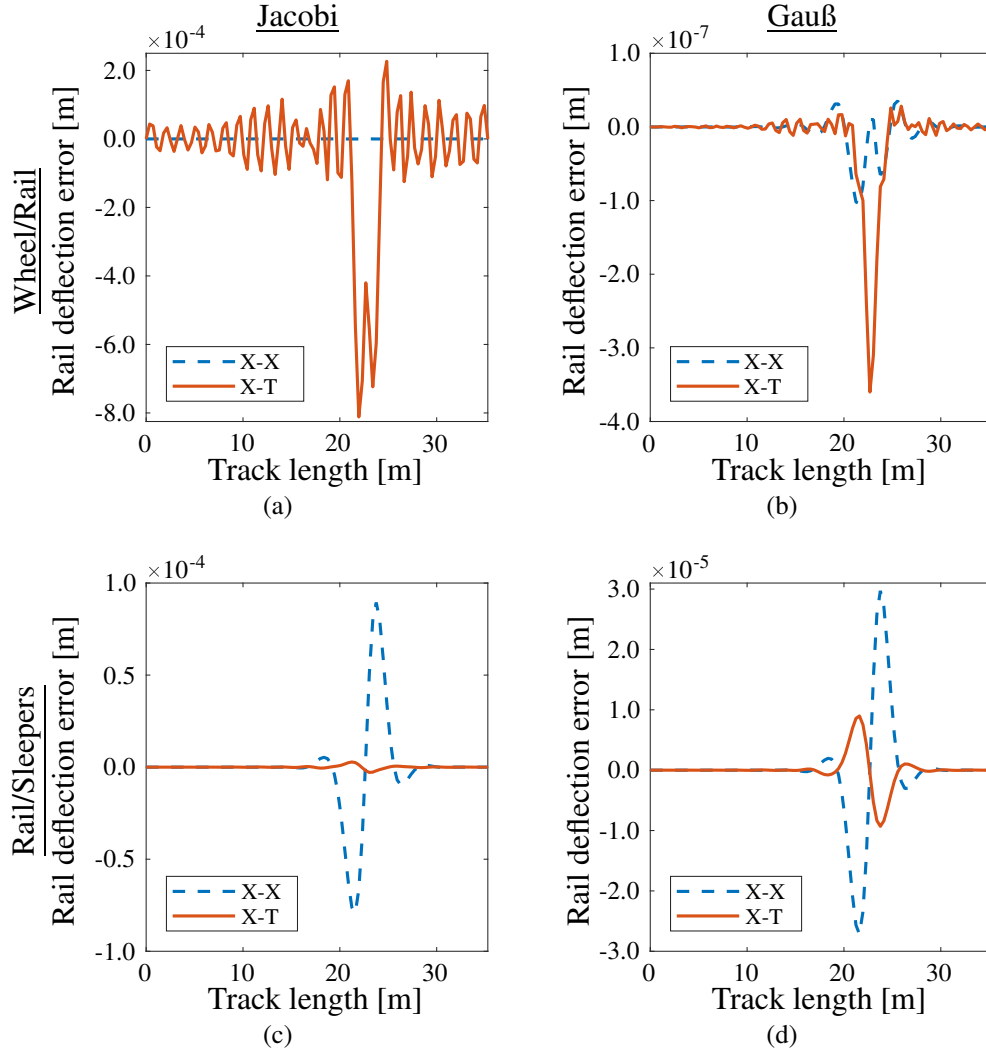 Jacobi
Gauß
Wheel/Rail
Rail deflection error [m]
×10⁻⁴
2.0
0.0
-2.0
-4.0
-6.0
-8.0
X-X
X-T
0 10 20 30
Track length [m]
(a)
Rail deflection error [m]
×10⁻⁷
1.0
0.0
-1.0
-2.0
-3.0
-4.0
X-X
X-T
0 10 20 30
Track length [m]
(b)
Rail/Sleepers
Rail deflection error [m]
×10⁻⁴
1.0
0.5
0.0
-0.5
-1.0
X-X
X-T
0 10 20 30
Track length [m]
(c)
Rail deflection error [m]
×10⁻⁵
3.0
2.0
1.0
0.0
-1.0
-2.0
3.0
X-X
X-T
0 10 20 30
Track length [m]
(d)